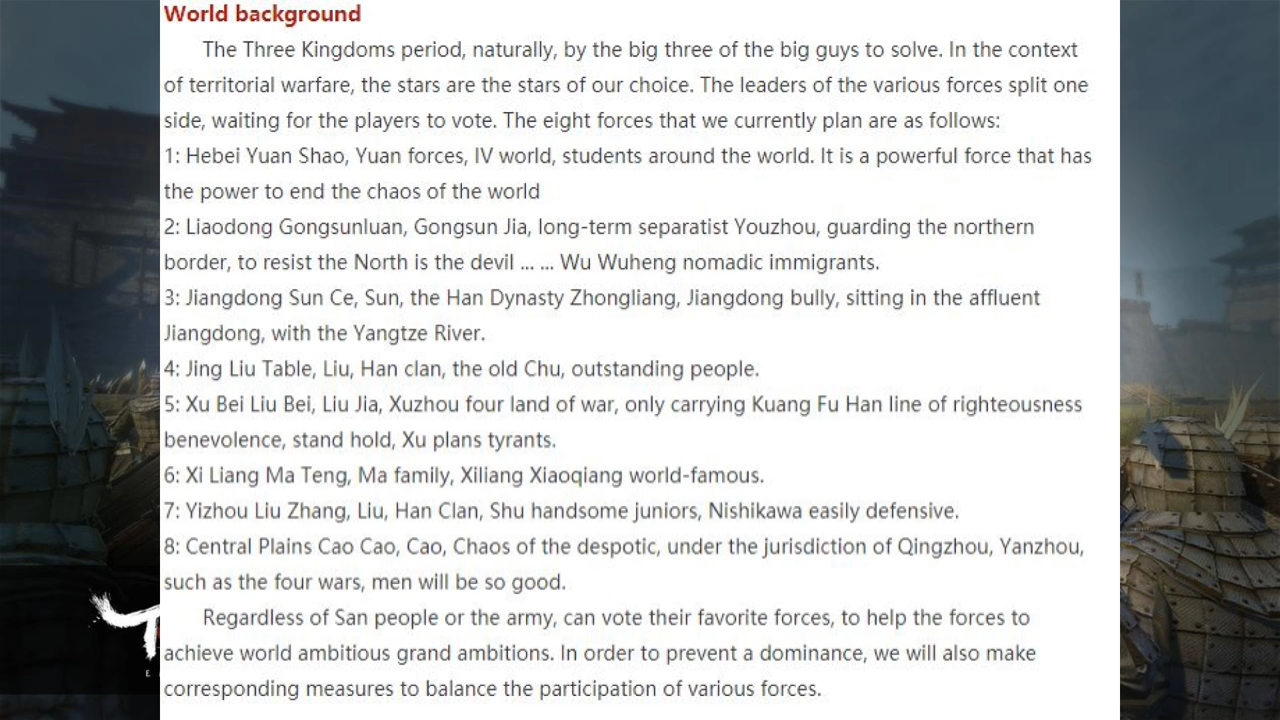 World background
The Three Kingdoms period, naturally, by the big three of the big guys to solve. In the context
of territorial warfare, the stars are the stars of our choice. The leaders of the various forces split one
side, waiting for the players to vote. The eight forces that we currently plan are as follows:
1: Hebei Yuan Shao, Yuan forces, IV world, students around the world. It is a powerful force that has
the power to end the chaos of the world
2: Liaodong Gongsunluan, Gongsun Jia, long-term separatist Youzhou, guarding the northern
border, to resist the North is the devil ... ... Wu Wuheng nomadic immigrants.
3: Jiangdong Sun Ce, Sun, the Han Dynasty Zhongliang, Jiangdong bully, sitting in the affluent
Jiangdong, with the Yangtze River.
4: Jing Liu Table, Liu, Han clan, the old Chu, outstanding people.
5: Xu Bei Liu Bei, Liu Jia, Xuzhou four land of war, only carrying Kuang Fu Han line of righteousness
benevolence, stand hold, Xu plans tyrants.
6: Xi Liang Ma Teng, Ma family, Xiliang Xiaoqiang world-famous.
7: Yizhou Liu Zhang, Liu, Han Clan, Shu handsome juniors, Nishikawa easily defensive.
8: Central Plains Cao Cao, Cao, Chaos of the despotic, under the jurisdiction of Qingzhou, Yanzhou,
such as the four wars, men will be so good.
Regardless of San people or the army, can vote their favorite forces, to help the forces to
achieve world ambitious grand ambitions. In order to prevent a dominance, we will also make
corresponding measures to balance the participation of various forces.